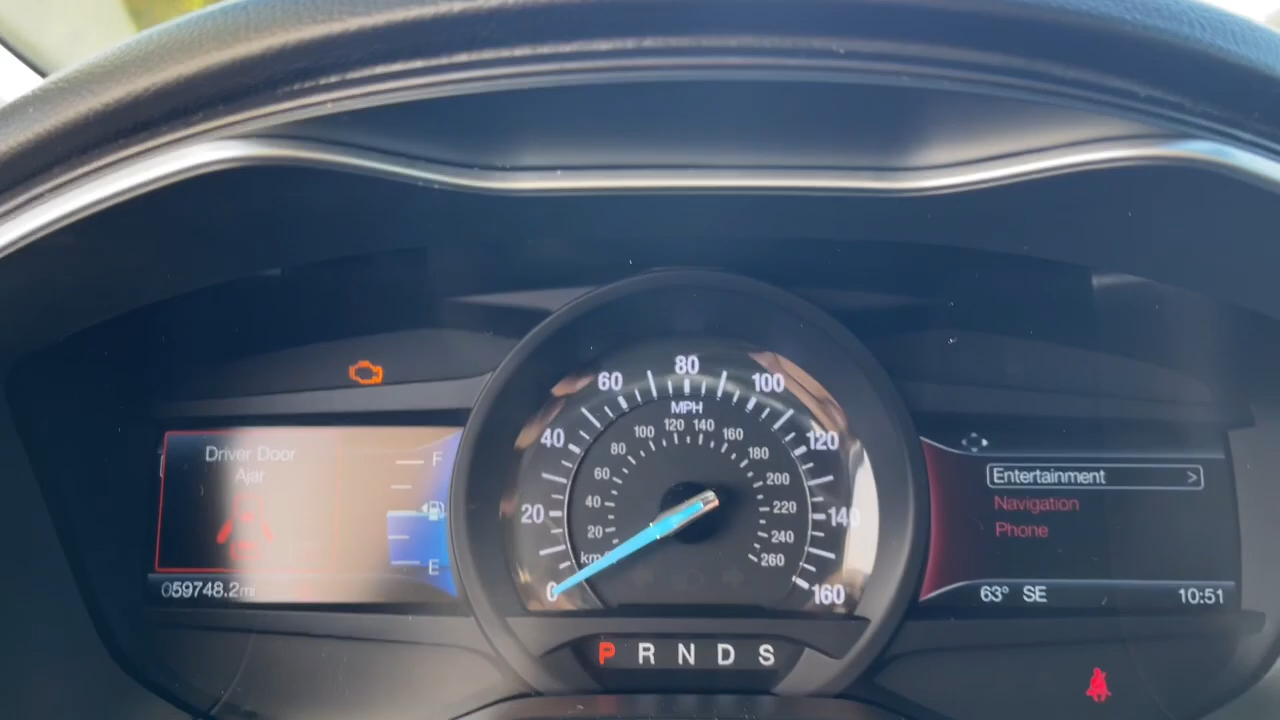 Driver Door
Ajar
F
E
059748.2mi
MPH
0
20
40
60
80
100
120
140
160
20
40
60
80
100
120
140
160
180
200
220
240
260
P R N D S
Entertainment >
Navigation
Phone
63° SE 10:51